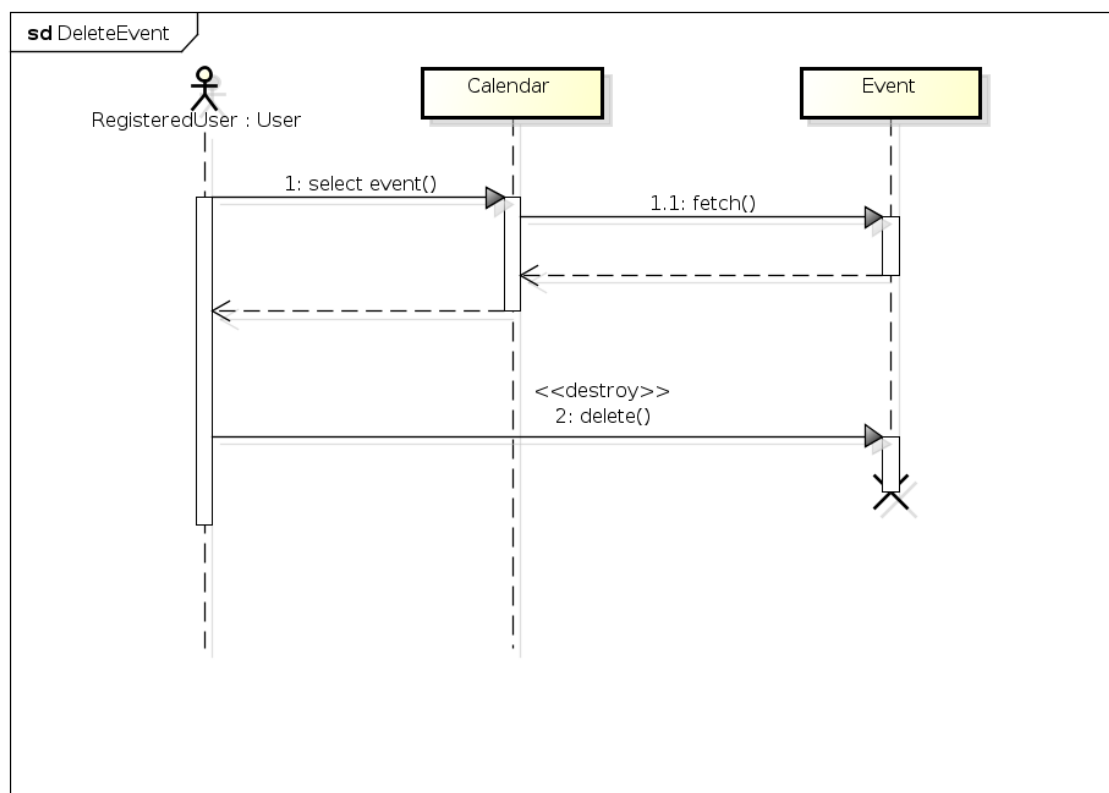 sd DeleteEvent
Calendar
Event
RegisteredUser : User
1: select event()
1.1: fetch()
<<destroy>>
2: delete()